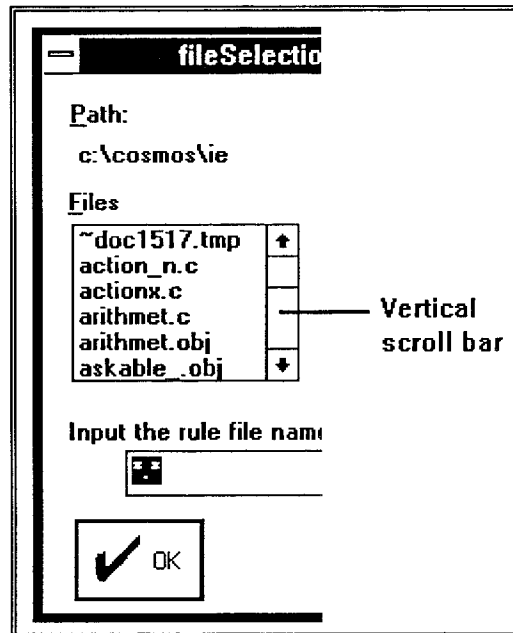 fileSelectio
Path:
c:\cosmos\ie
Files
~doc1517.tmp
action_n.c
actionx.c
arithmet.c
arithmet.obj
askable_.obj
Vertical
scroll bar
Input the rule file name
*.*
OK